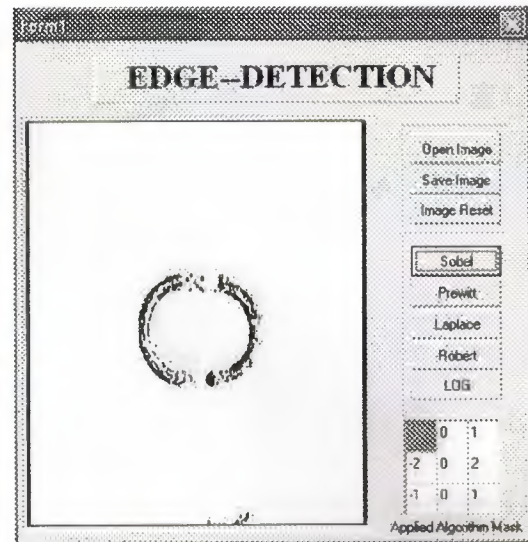 Form1
EDGE--DETECTION
Open Image
Save Image
Image Reset
Sobel
Prewitt
Laplace
Robert
LOG
0 1
-2 0 2
-1 0 1
Applied Algorithm Mask